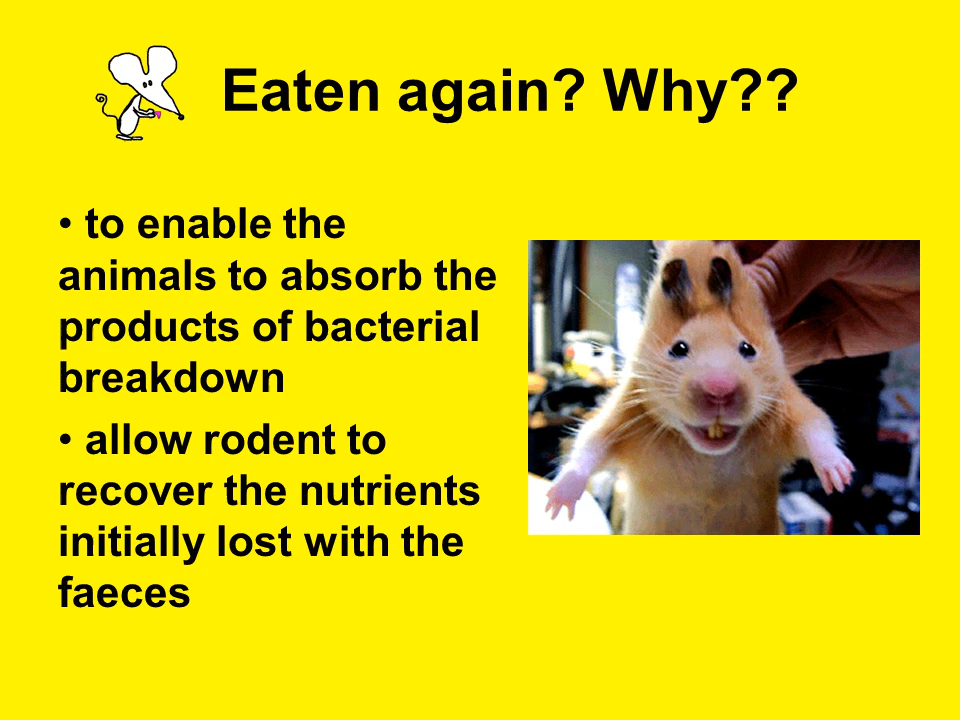 Eaten again? Why??
• to enable the
animals to absorb the
products of bacterial
breakdown
• allow rodent to
recover the nutrients
initially lost with the
faeces